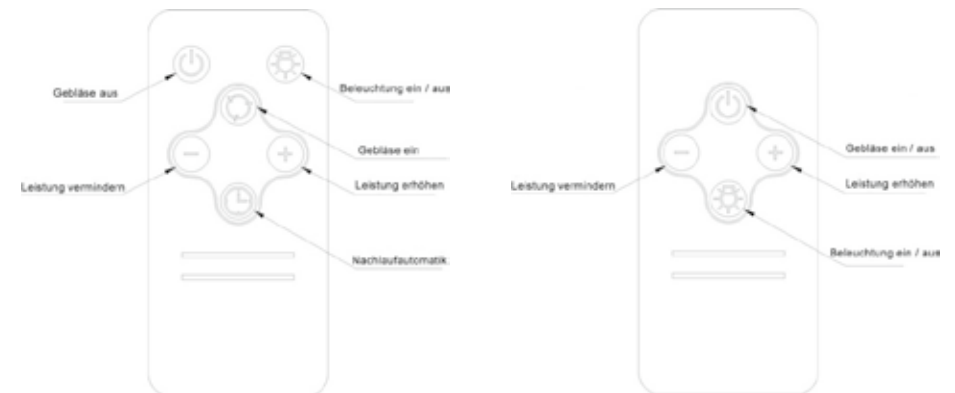 Gebläse aus
Beleuchtung ein / aus
Gebläse ein
Leistung vermindern
Leistung erhöhen
Nachlaufautomatik
Gebläse ein / aus
Leistung vermindern
Leistung erhöhen
Beleuchtung ein / aus